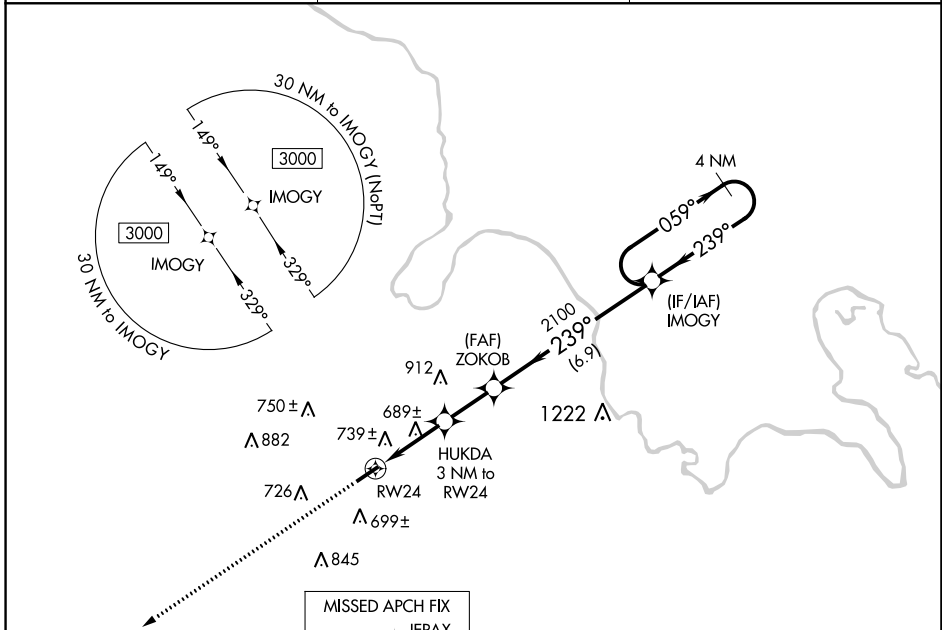 30 NM to IMOGY (NoPT)
149°
3000
IMOGY
329°
149°
3000
IMOGY
329°
30 NM to IMOGY
4 NM
059°
239°
(IF/IAF)
IMOGY
2100
239°
(6.9)
(FAF)
ZOKOB
912
750 ±
689±
1222
882
739±
HUKDA
3 NM to
RW24
RW24
726
699±
845
MISSED APCH FIX